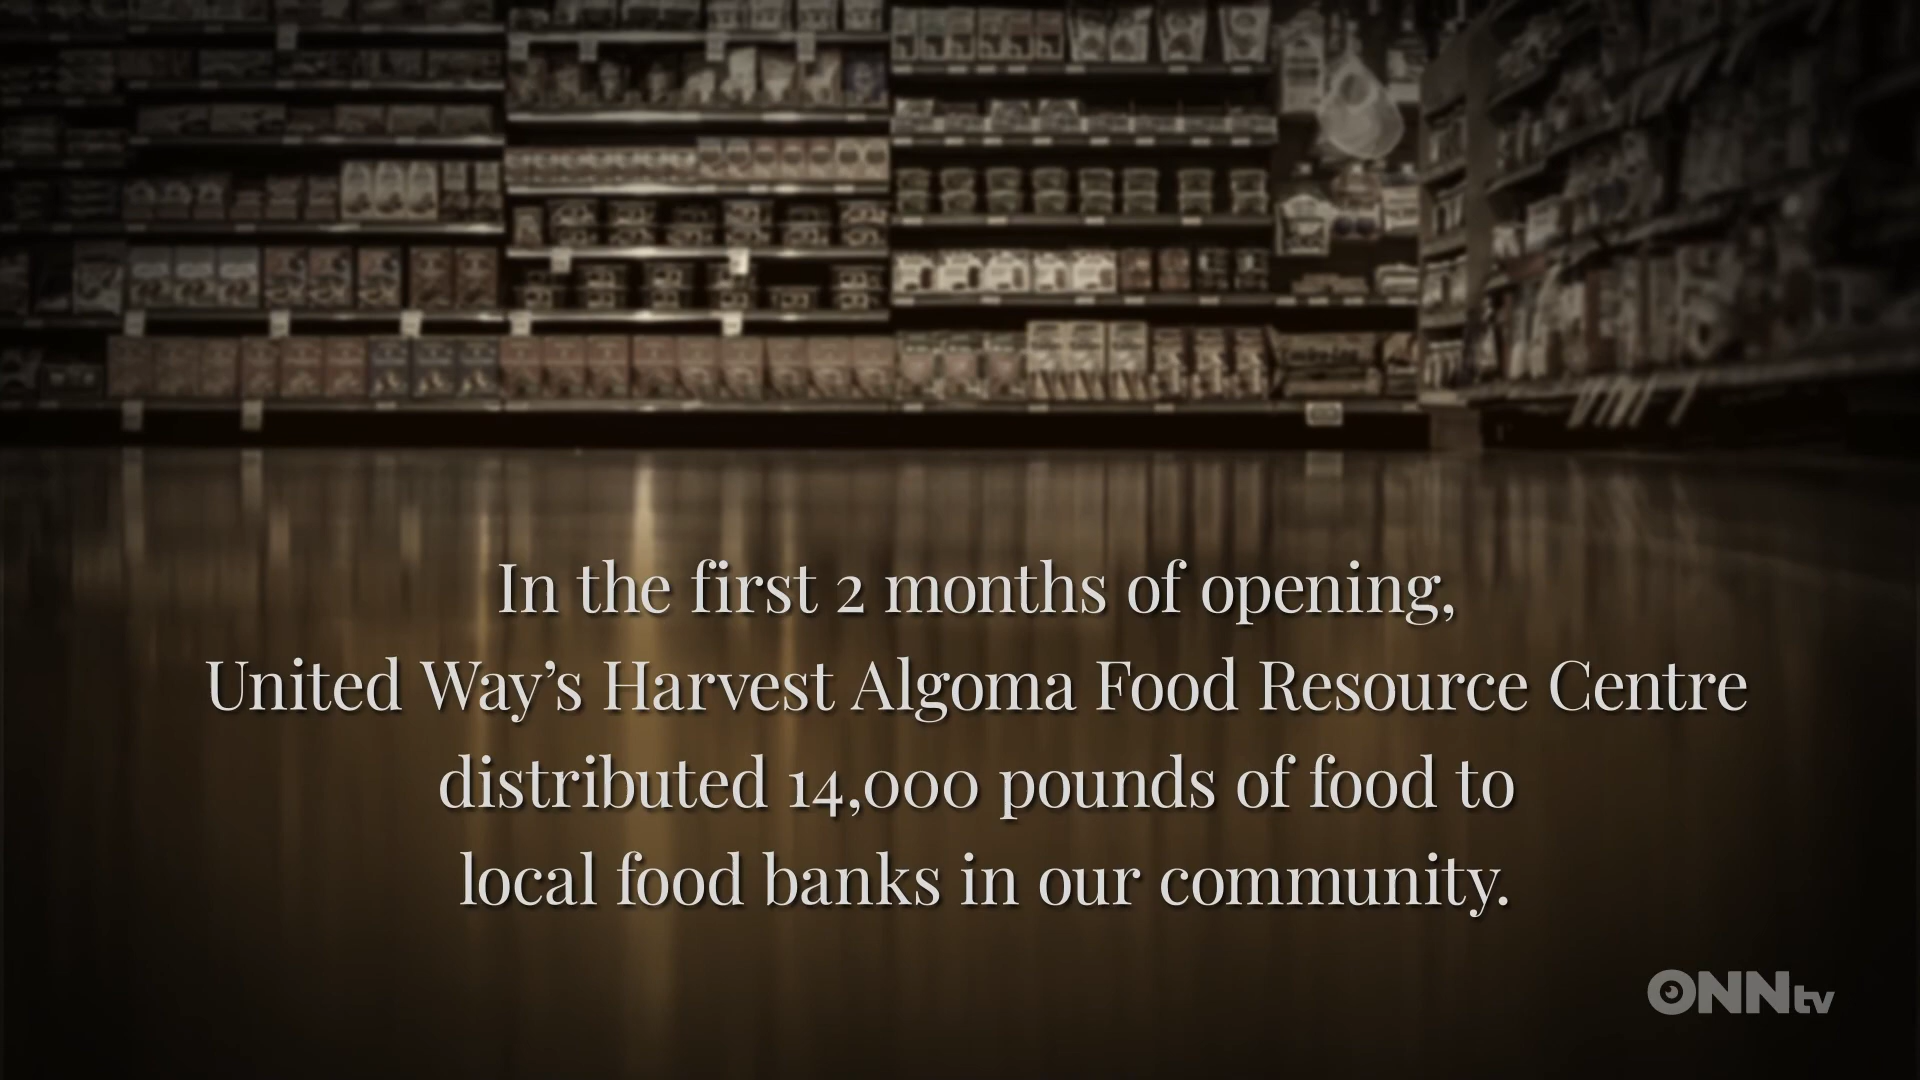 In the first 2 months of opening,
United Way’s Harvest Algoma Food Resource Centre
distributed 14,000 pounds of food to
local food banks in our community.
ONNtv